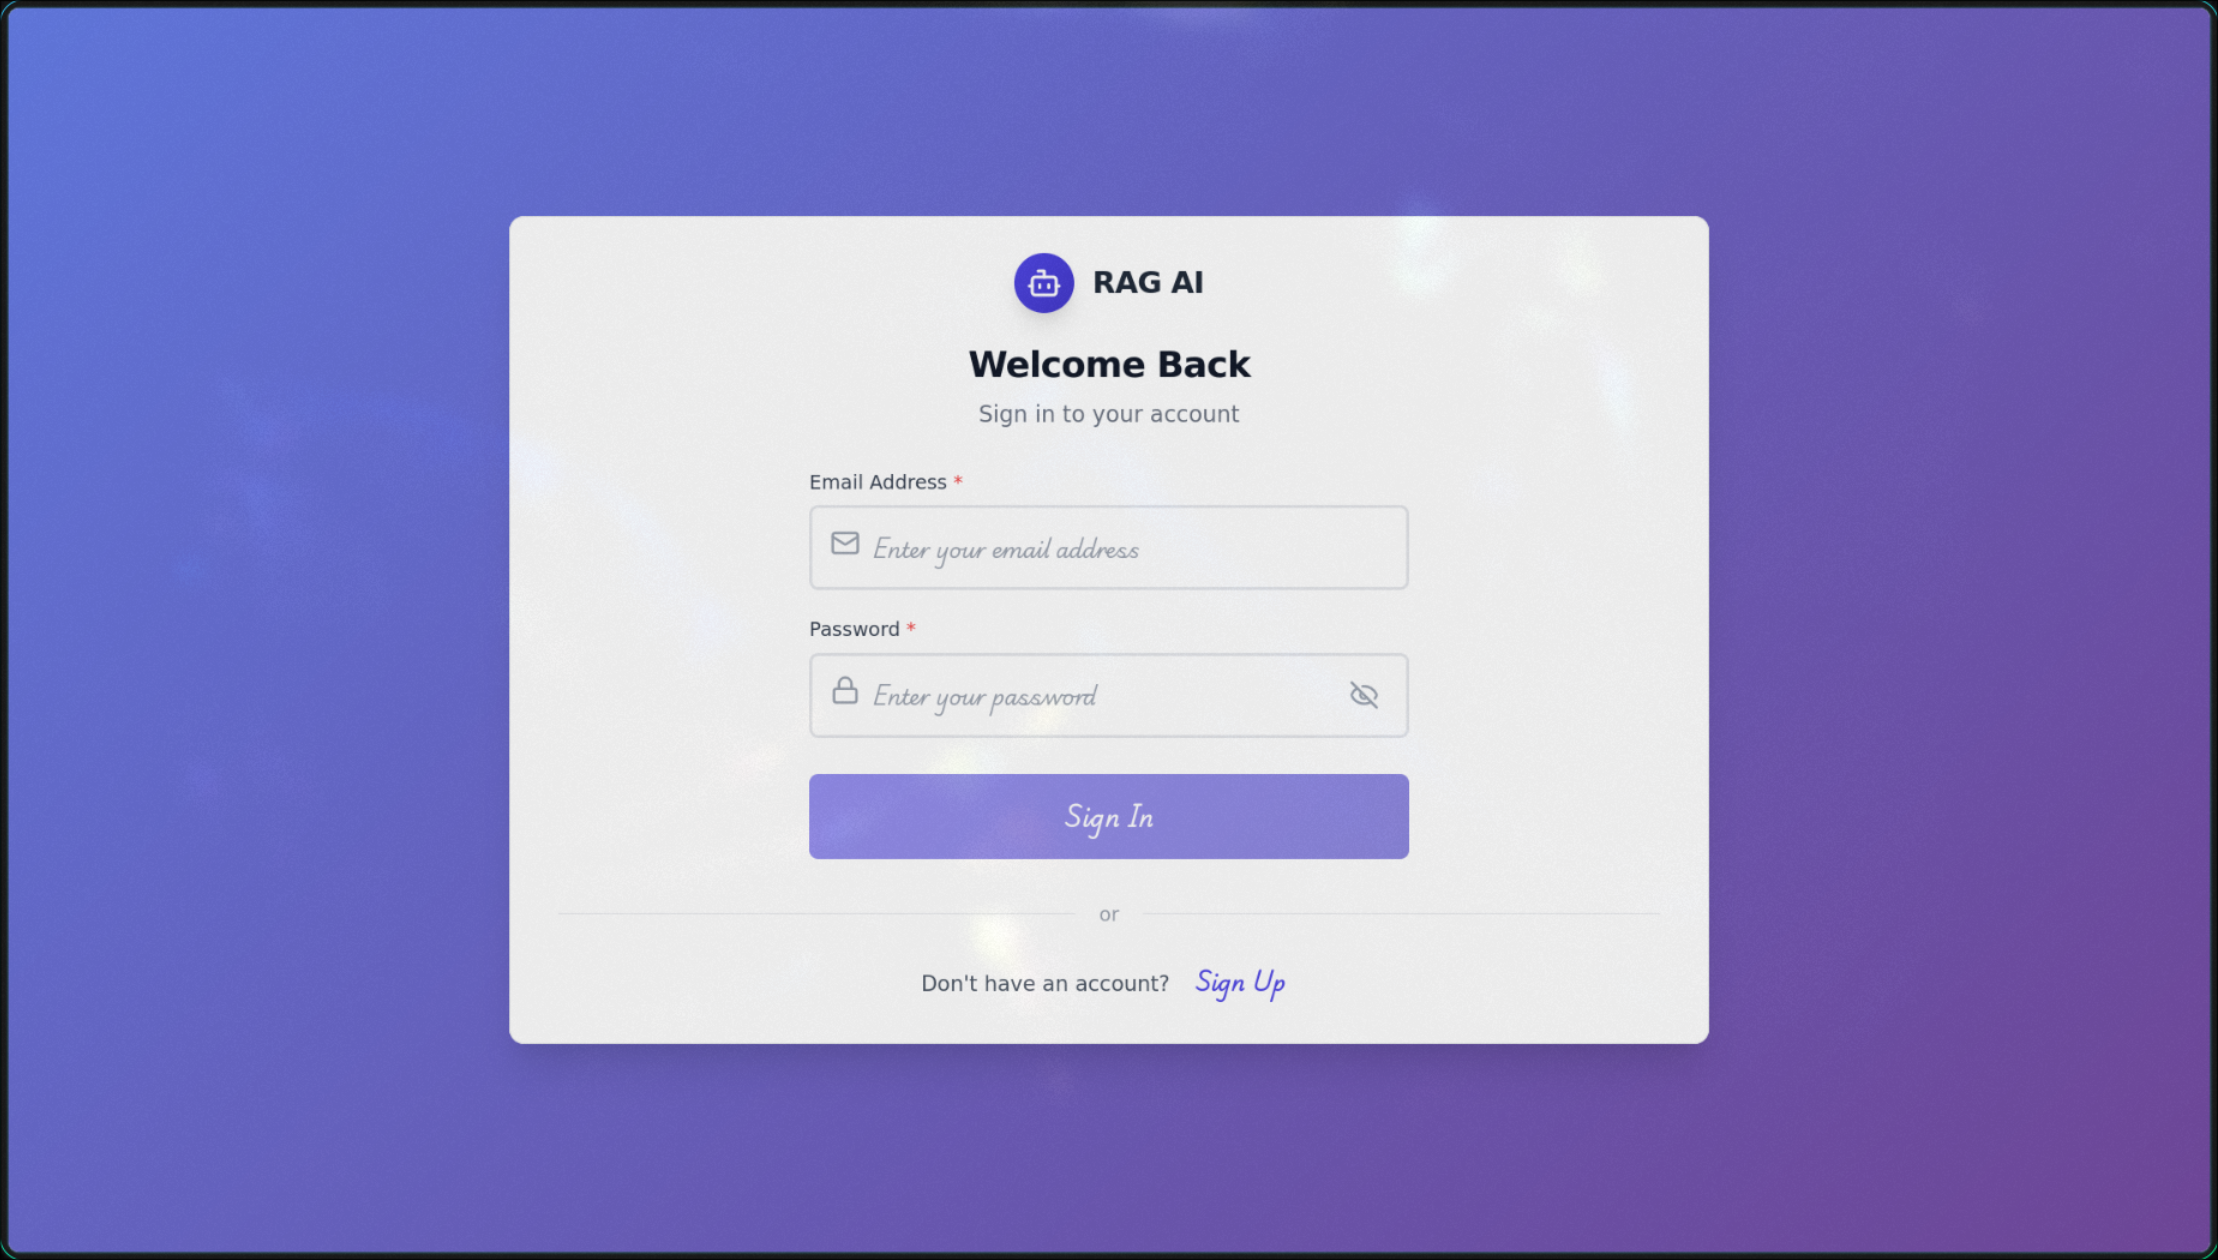 RAG AI
Welcome Back
Sign in to your account
Email Address *
Enter your email address
Password *
Enter your password
Sign In
or
Don't have an account? Sign Up